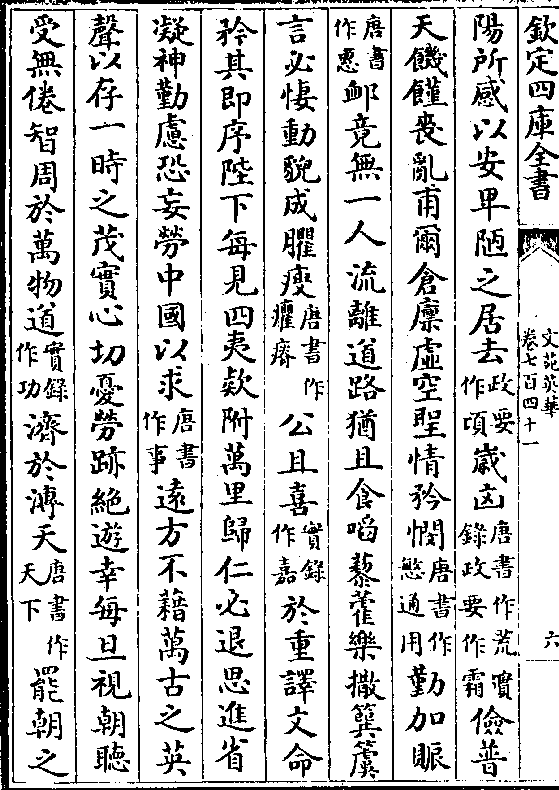 欽定四庫全書
文苑英華
卷七百四十一
六
陽所感以安卑陋之居去政要作頃歲凶唐書作荒實錄政要作霜儉普
天饑饉喪亂甫爾倉廪虛空聖情矜憫唐書作慜通用勤加賑
唐書作惠䘏竟無一人流離道路猶且食㗖藜藿樂撤簨簴
言必悽動貌成臞瘦唐書作癯瘠公且喜實錄作嘉於重譯文命
矜其即序陛下每見四夷欵附萬里歸仁必退思進省
凝神勤慮恐妄勞中國以求唐書作事遠方不藉萬古之英
聲以存一時之茂實心切憂勞跡絶遊幸每旦視朝聽
受無倦智周於萬物道實錄作功濟於溥天唐書作天下罷朝之